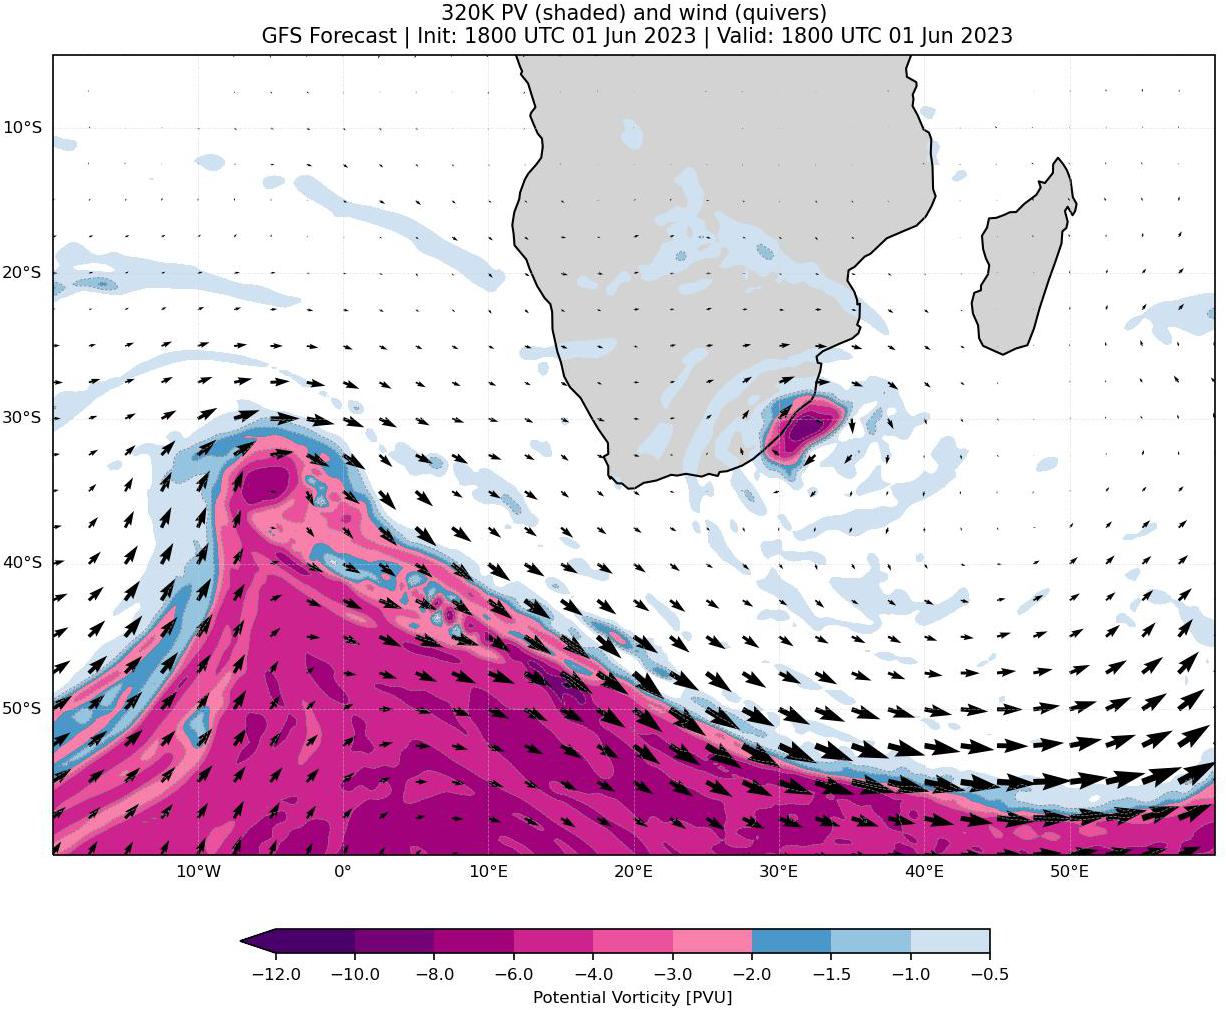 320K PV (shaded) and wind (quivers)
GFS Forecast | Init: 1800 UTC 01 Jun 2023 | Valid: 1800 UTC 01 Jun 2023
10°S
20°S
30°S
40°S
50°S
10°W 0° 10°E 20°E 30°E 40°E 50°E
−12.0 −10.0 −8.0 −6.0 −4.0 −3.0 −2.0 −1.5 −1.0 −0.5
Potential Vorticity [PVU]